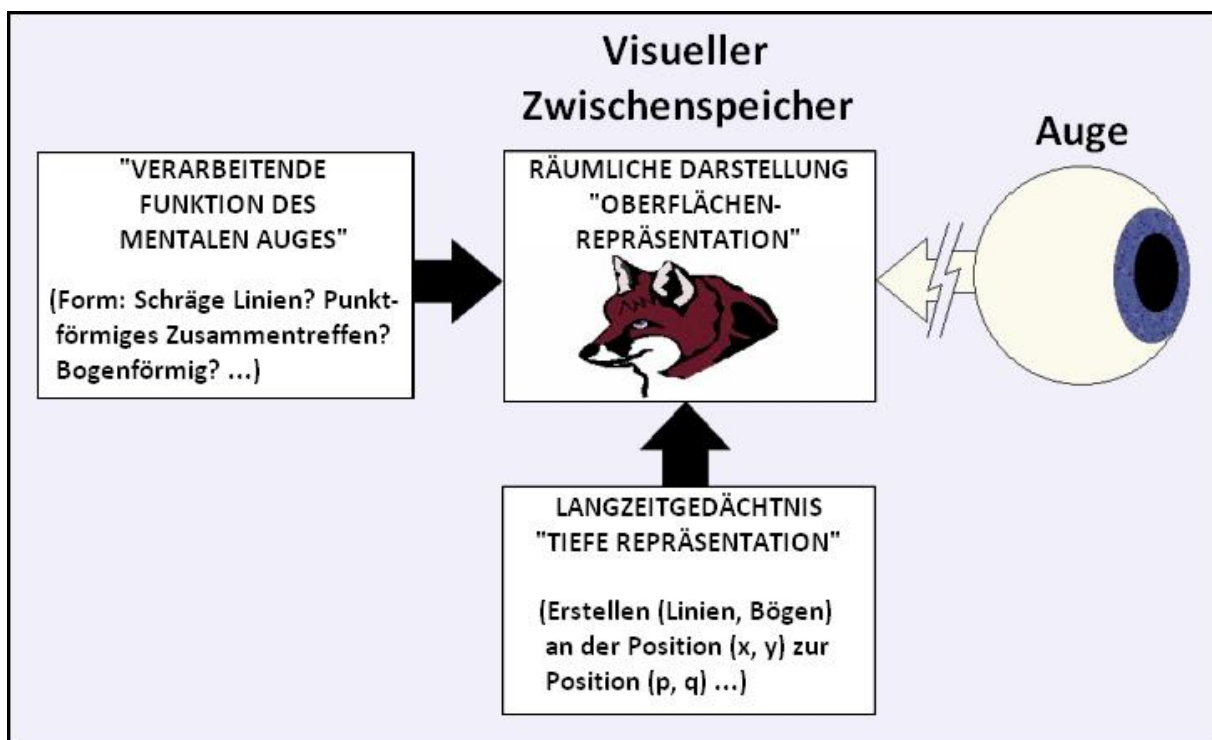 Visueller
Zwischenspeicher
Auge
"VERARBEITENDE
FUNKTION DES
MENTALEN AUGES"
(Form: Schräge Linien? Punkt-
förmiges Zusammentreffen?
Bogenförmig? ...)
RÄUMLICHE DARSTELLUNG
"OBERFLÄCHEN-
REPRÄSENTATION"
LANGZEITGEDÄCHTNIS
"TIEFE REPRÄSENTATION"
(Erstellen (Linien, Bögen)
an der Position (x, y) zur
Position (p, q) ...)